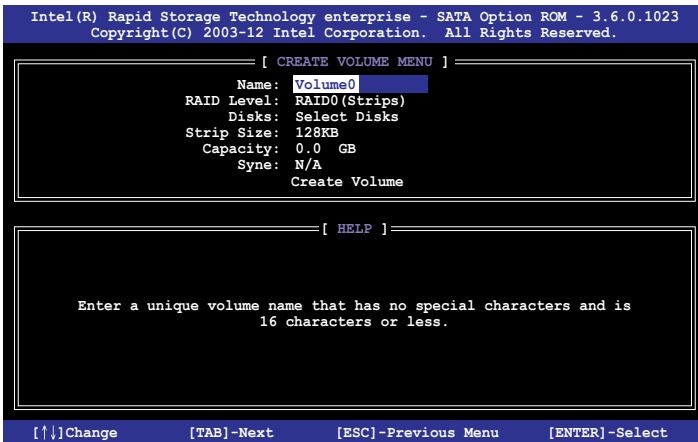 Intel(R) Rapid Storage Technology enterprise - SATA Option ROM - 3.6.0.1023
Copyright(C) 2003-12 Intel Corporation. All Rights Reserved.
[ CREATE VOLUME MENU ]
Name: Volume0
RAID Level: RAID0(Strips)
Disks: Select Disks
Strip Size: 128KB
Capacity: 0.0 GB
Syne: N/A
Create Volume
[ HELP ]
Enter a unique volume name that has no special characters and is
16 characters or less.
[↑↓]Change [TAB]-Next [ESC]-Previous Menu [ENTER]-Select